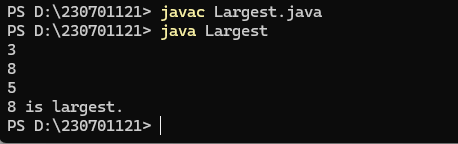 PS D:\230701121> javac Largest.java
PS D:\230701121> java Largest
3
8
5
8 is largest.
PS D:\230701121>